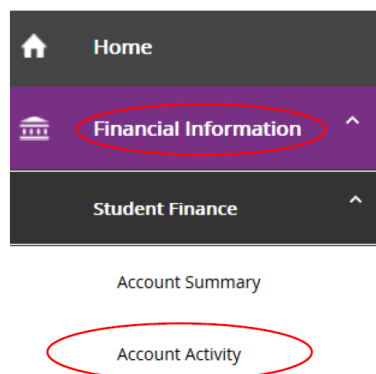 Home
Financial Information
Student Finance
Account Summary
Account Activity